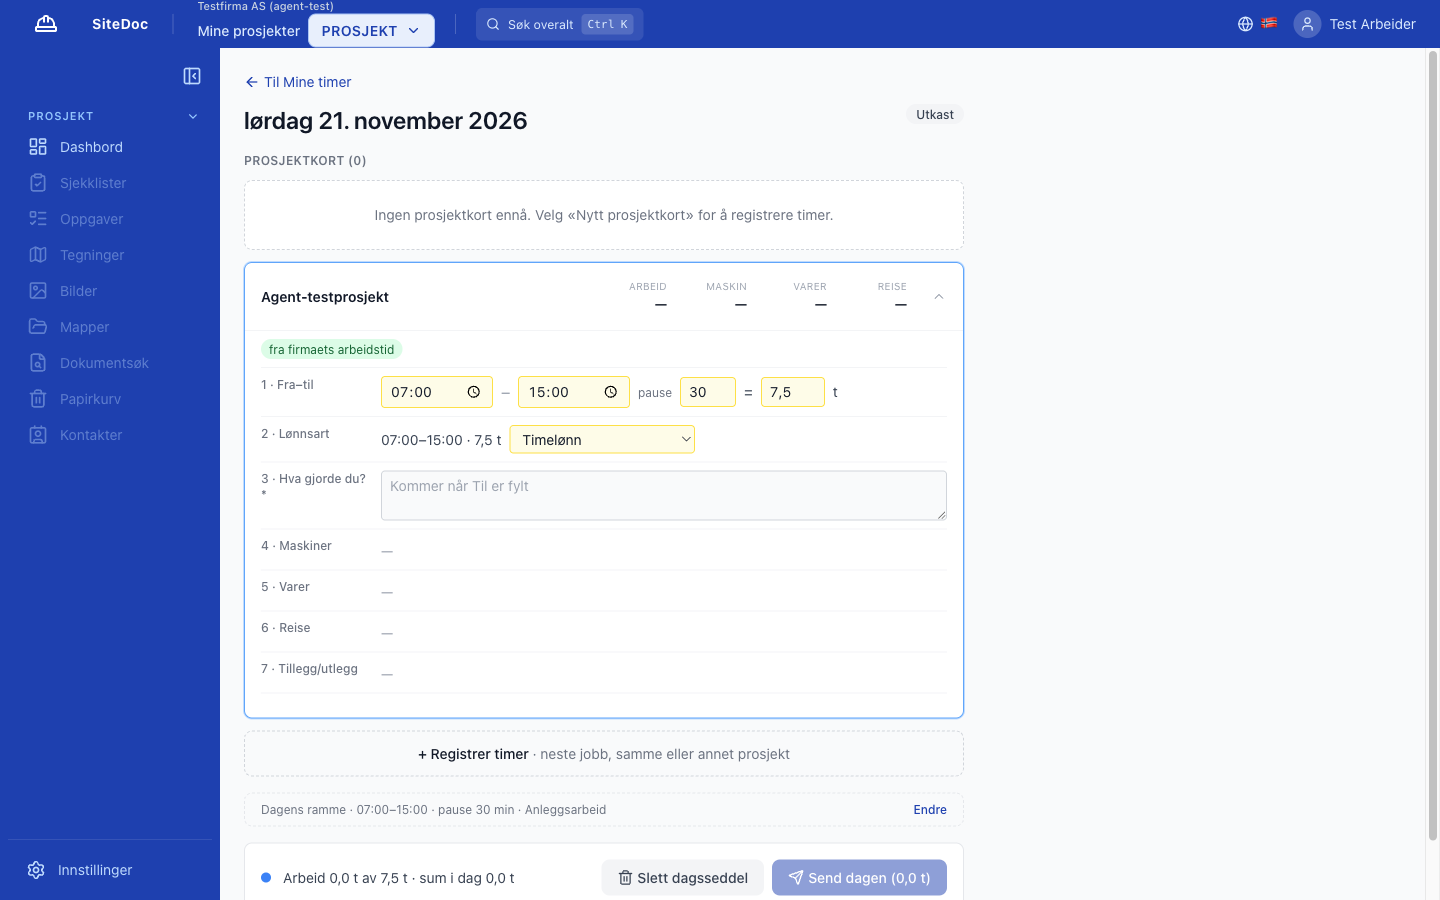 Testfirma AS (agent-test)
SiteDoc
Mine prosjekter
PROSJEKT
Søk overalt Ctrl K
Test Arbeider
PROSJEKT
Dashbord
Sjekklister
Oppgaver
Tegninger
Bilder
Mapper
Dokumentsøk
Papirkurv
Kontakter
Innstillinger
Til Mine timer
lørdag 21. november 2026
Utkast
PROSJEKTKORT (0)
Ingen prosjektkort ennå. Velg «Nytt prosjektkort» for å registrere timer.
Agent-testprosjekt
ARBEID MASKIN VARER REISE
— — — —
fra firmaets arbeidstid
1 · Fra–til 07:00 – 15:00 pause 30 = 7,5 t
2 · Lønnsart 07:00–15:00 · 7,5 t Timelønn
3 · Hva gjorde du? *
Kommer når Til er fylt
4 · Maskiner —
5 · Varer —
6 · Reise —
7 · Tillegg/utlegg —
+ Registrer timer · neste jobb, samme eller annet prosjekt
Dagens ramme · 07:00–15:00 · pause 30 min · Anleggsarbeid Endre
Arbeid 0,0 t av 7,5 t · sum i dag 0,0 t
Slett dagsseddel
Send dagen (0,0 t)